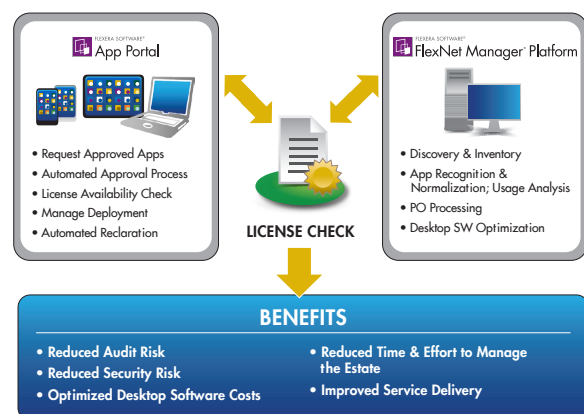 FLEXERA SOFTWARE®
App Portal
• Request Approved Apps
• Automated Approval Process
• License Availability Check
• Manage Deployment
• Automated Reclaration
LICENSE CHECK
FLEXERA SOFTWARE®
FlexNet Manager® Platform
• Discovery & Inventory
• App Recognition &
Normalization; Usage Analysis
• PO Processing
• Desktop SW Optimization
BENEFITS
• Reduced Audit Risk
• Reduced Security Risk
• Optimized Desktop Software Costs
• Reduced Time & Effort to Manage
the Estate
• Improved Service Delivery